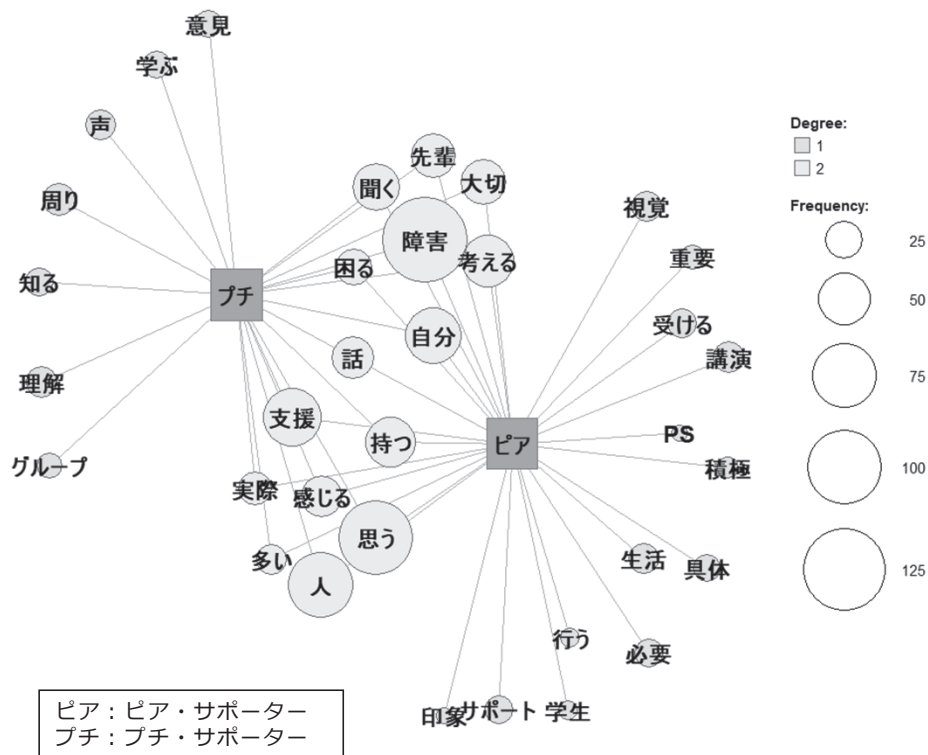 意見
学ぶ
声
周り
知る
理解
グループ
プチ
先輩
聞く
大切
障害
困る
考える
自分
話
支援
持つ
実際
感じる
多い
思う
人
ピア
視覚
重要
受ける
講演
PS
積極
生活
具体
行う
必要
印象
サポート
学生
Degree:
1
2
Frequency:
25
50
75
100
125
ピア：ピア・サポーター
プチ：プチ・サポーター